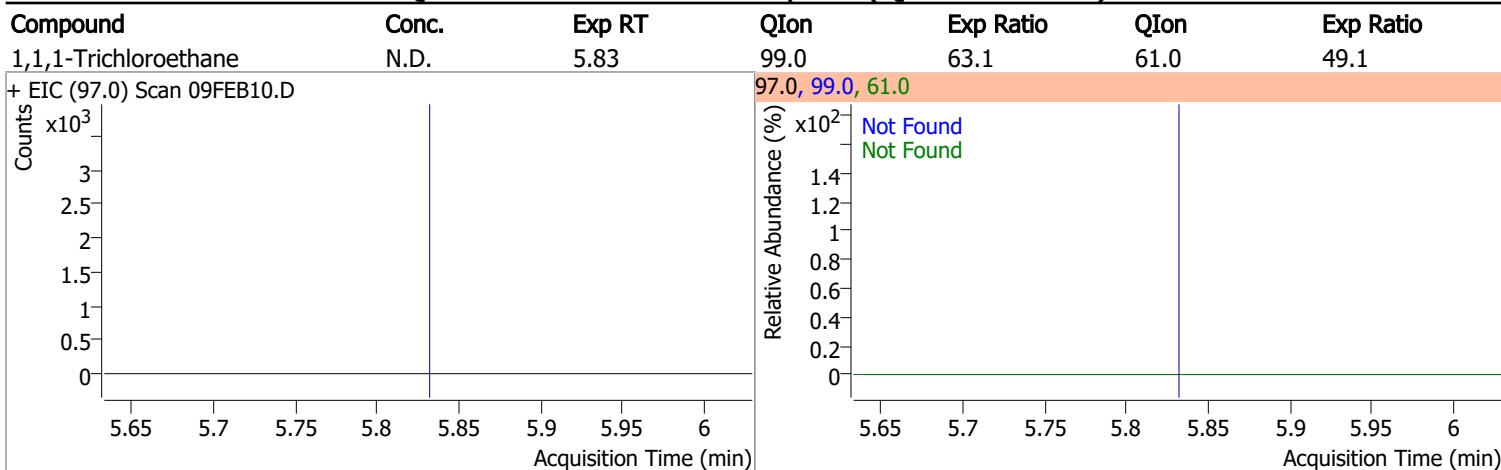 Compound Conc. Exp RT QIon Exp Ratio QIon Exp Ratio
1,1,1-Trichloroethane N.D. 5.83 99.0 63.1 61.0 49.1
+ EIC (97.0) Scan 09FEB10.D
Counts
x10³
3
2.5
2
1.5
1
0.5
0
5.65 5.7 5.75 5.8 5.85 5.9 5.95 6
Acquisition Time (min)
97.0, 99.0, 61.0
Relative Abundance (%)
x10²
Not Found
Not Found
1.4
1.2
1
0.8
0.6
0.4
0.2
0
5.65 5.7 5.75 5.8 5.85 5.9 5.95 6
Acquisition Time (min)